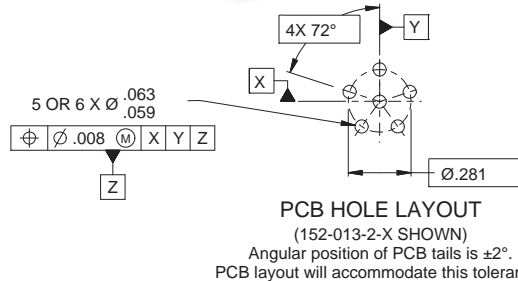 4X 72°
Y
X
5 OR 6 X Ø .063
.059
⌖ Ø .008 Ⓜ X Y Z
Z
Ø.281
PCB HOLE LAYOUT
(152-013-2-X SHOWN)
Angular position of PCB tails is ±2°.
PCB layout will accommodate this